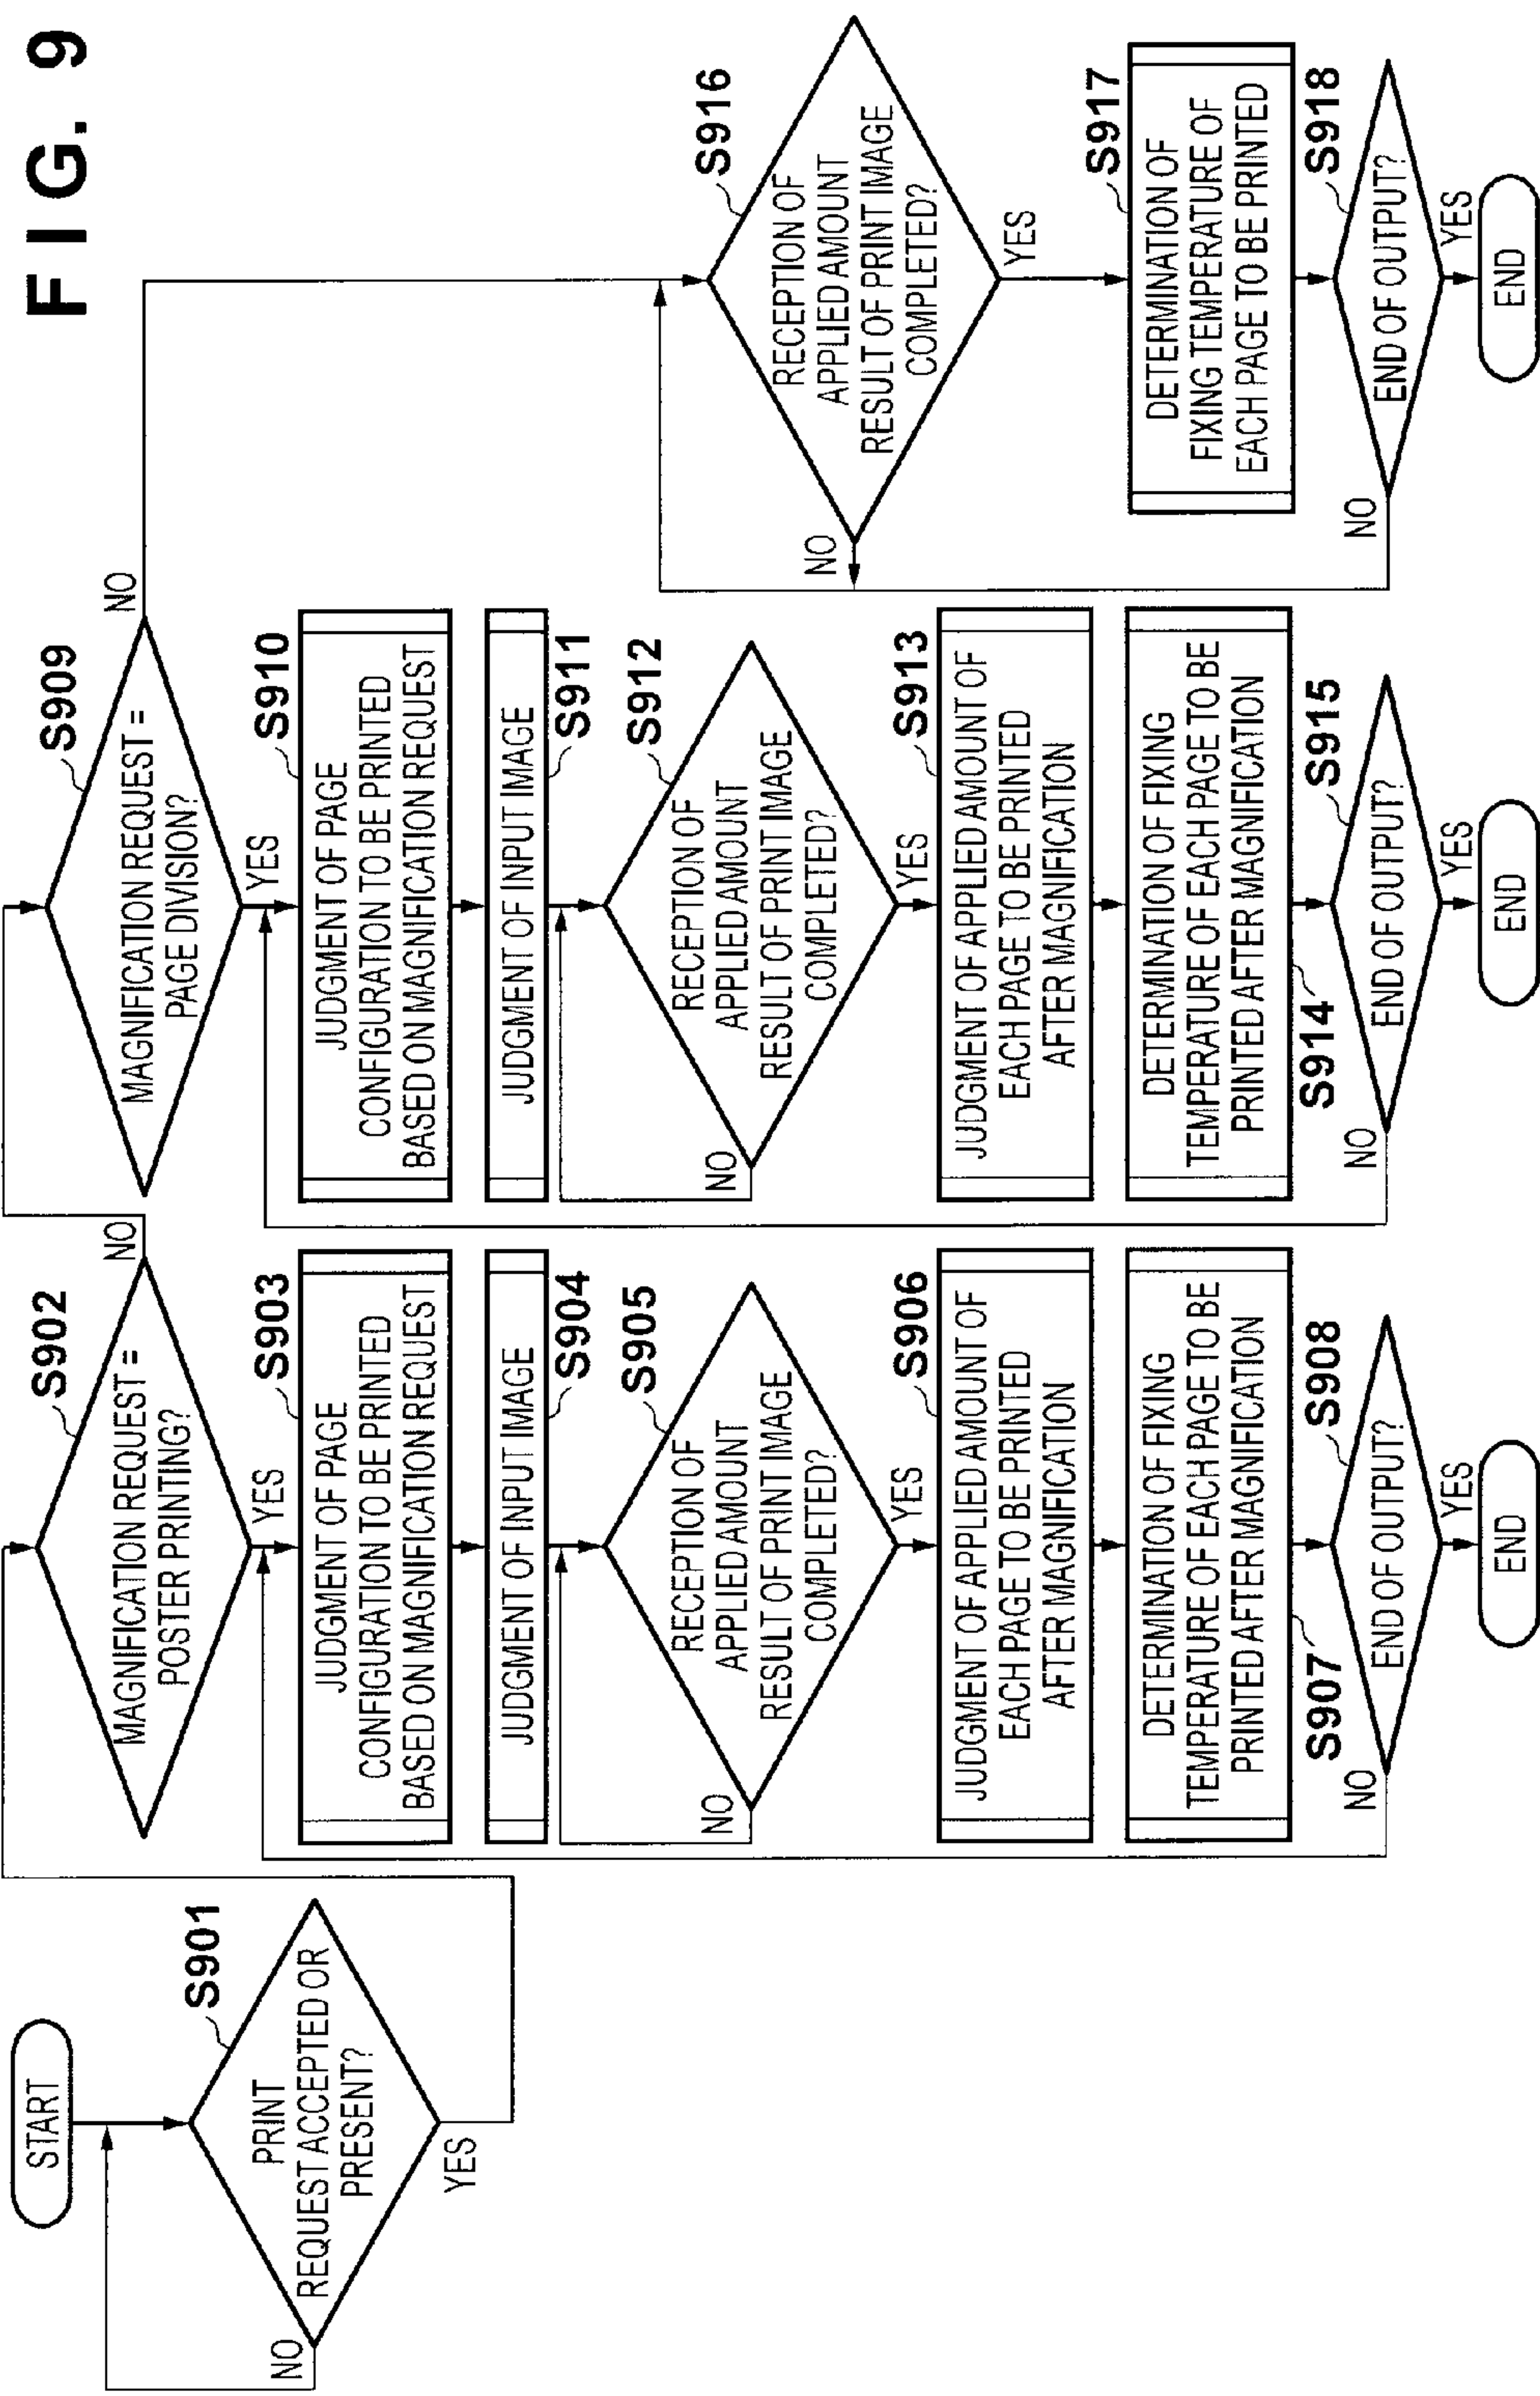 FIG. 9
START
S901
PRINT
REQUEST ACCEPTED OR
PRESENT?
NO
YES
S902
MAGNIFICATION REQUEST =
POSTER PRINTING?
NO
YES
S903
JUDGMENT OF PAGE
CONFIGURATION TO BE PRINTED
BASED ON MAGNIFICATION REQUEST
JUDGMENT OF INPUT IMAGE
S904
S905
RECEPTION OF
APPLIED AMOUNT
RESULT OF PRINT IMAGE
COMPLETED?
NO
YES
S906
JUDGMENT OF APPLIED AMOUNT OF
EACH PAGE TO BE PRINTED
AFTER MAGNIFICATION
DETERMINATION OF FIXING
TEMPERATURE OF EACH PAGE TO BE
PRINTED AFTER MAGNIFICATION
S907
S908
END OF OUTPUT?
NO
YES
END
S909
MAGNIFICATION REQUEST =
PAGE DIVISION?
NO
YES
S910
JUDGMENT OF PAGE
CONFIGURATION TO BE PRINTED
BASED ON MAGNIFICATION REQUEST
JUDGMENT OF INPUT IMAGE
S911
S912
RECEPTION OF
APPLIED AMOUNT
RESULT OF PRINT IMAGE
COMPLETED?
NO
YES
S913
JUDGMENT OF APPLIED AMOUNT OF
EACH PAGE TO BE PRINTED
AFTER MAGNIFICATION
DETERMINATION OF FIXING
TEMPERATURE OF EACH PAGE TO BE
PRINTED AFTER MAGNIFICATION
S914
S915
END OF OUTPUT?
NO
YES
END
S916
RECEPTION OF
APPLIED AMOUNT
RESULT OF PRINT IMAGE
COMPLETED?
NO
YES
S917
DETERMINATION OF
FIXING TEMPERATURE OF
EACH PAGE TO BE PRINTED
S918
END OF OUTPUT?
NO
YES
END